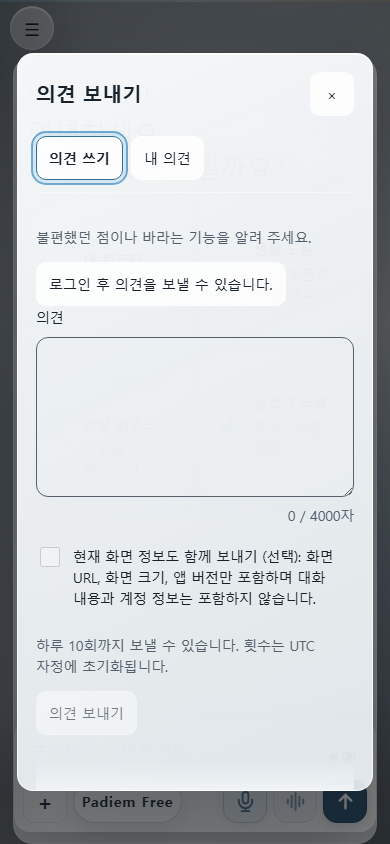 ☰
의견 보내기
×
의견 쓰기
내 의견
불편했던 점이나 바라는 기능을 알려 주세요.
로그인 후 의견을 보낼 수 있습니다.
의견
0 / 4000자
현재 화면 정보도 함께 보내기 (선택): 화면
URL, 화면 크기, 앱 버전만 포함하며 대화
내용과 계정 정보는 포함하지 않습니다.
하루 10회까지 보낼 수 있습니다. 횟수는 UTC
자정에 초기화됩니다.
의견 보내기
+
Padiem Free